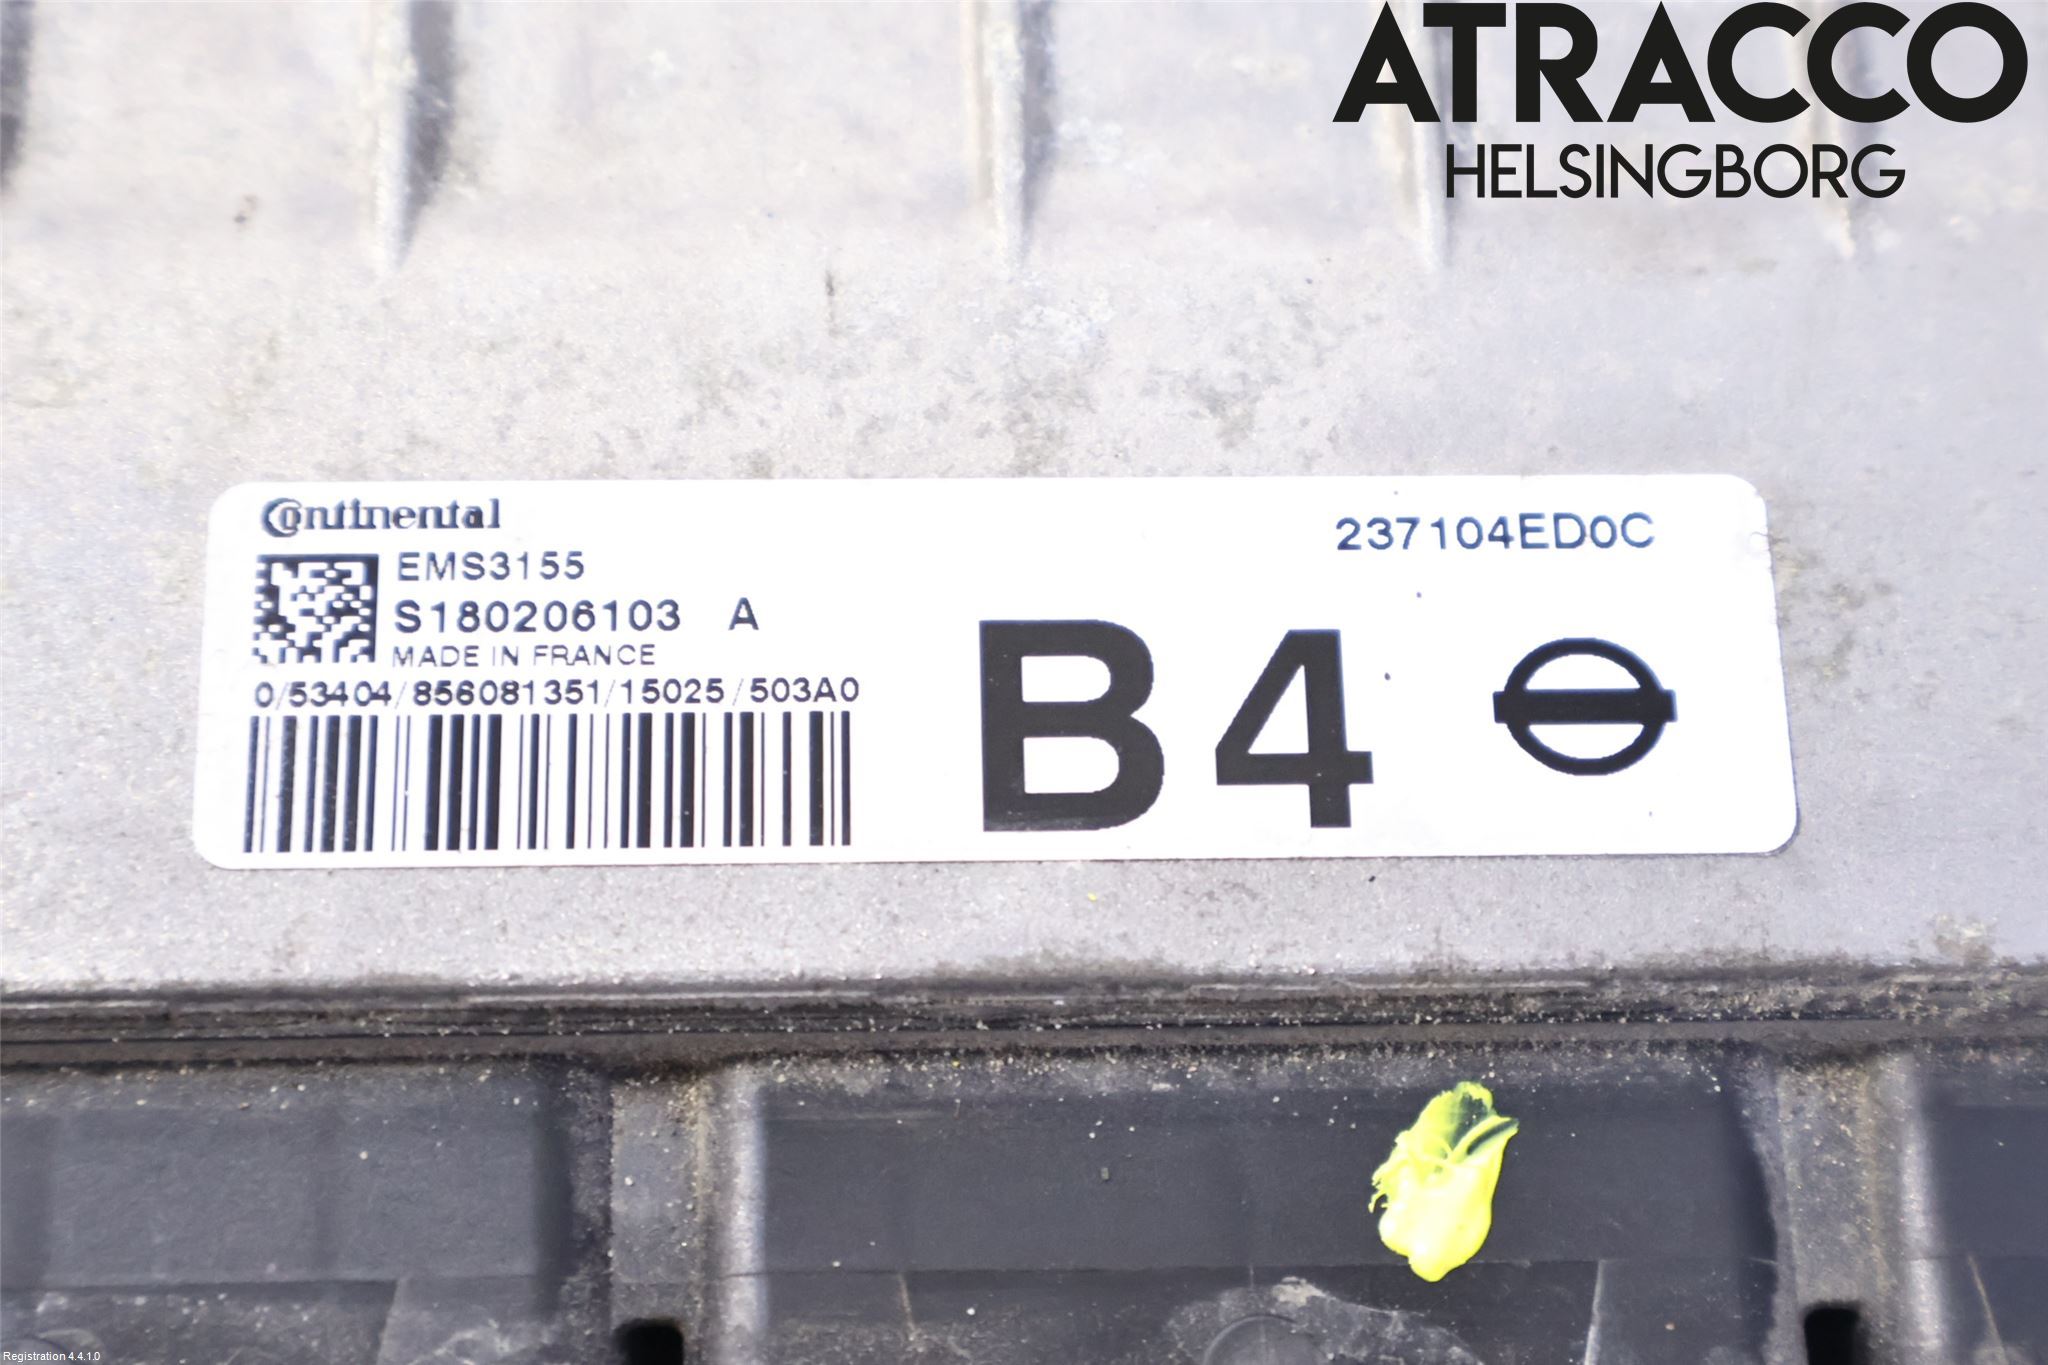 ATRACCO
HELSINGBORG
Continental
237104ED0C
EMS3155
S180206103 A
MADE IN FRANCE
0/53404/856081351/15025/503A0
B4
Registration 4.4.1.0